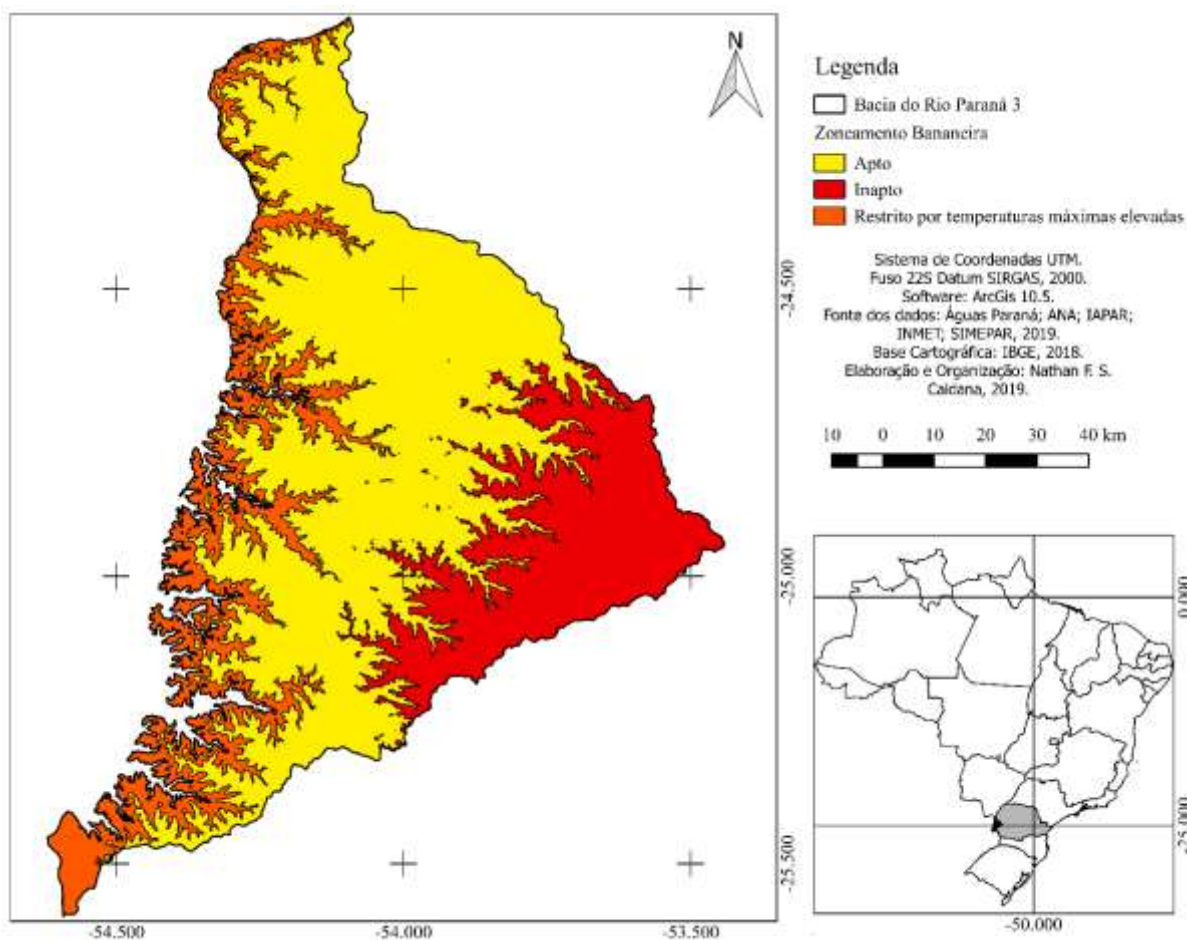 N
Legenda
Bacia do Rio Paraná 3
Zoneamento Bananeira
Apto
Inapto
Restrito por temperaturas máximas elevadas
Sistema de Coordenadas UTM.
Fuso 22S Datum SIRGAS, 2000.
Software: ArcGis 10.5.
Fonte dos dados: Águas Paraná; ANA; IAPAR;
INMET; SIMEPAR, 2019.
Base Cartográfica: IBGE, 2018.
Elaboração e Organização: Nathan F. S.
Caldana, 2019.
10 0 10 20 30 40 km
-24.500
-25.000
-25.500
-54.500 -54.000 -53.500
0.000
-25.000
-50.000